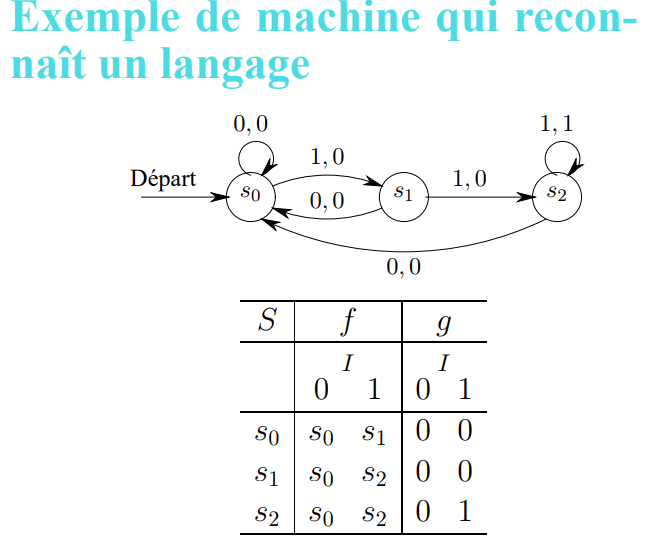 Exemple de machine qui recon-
naît un langage
0, 0
1, 1
1, 0
Départ
1, 0
s0
s1
s2
0, 0
0, 0
S f g
I I
0 1 0 1
s0 s0 s1 0 0
s1 s0 s2 0 0
s2 s0 s2 0 1